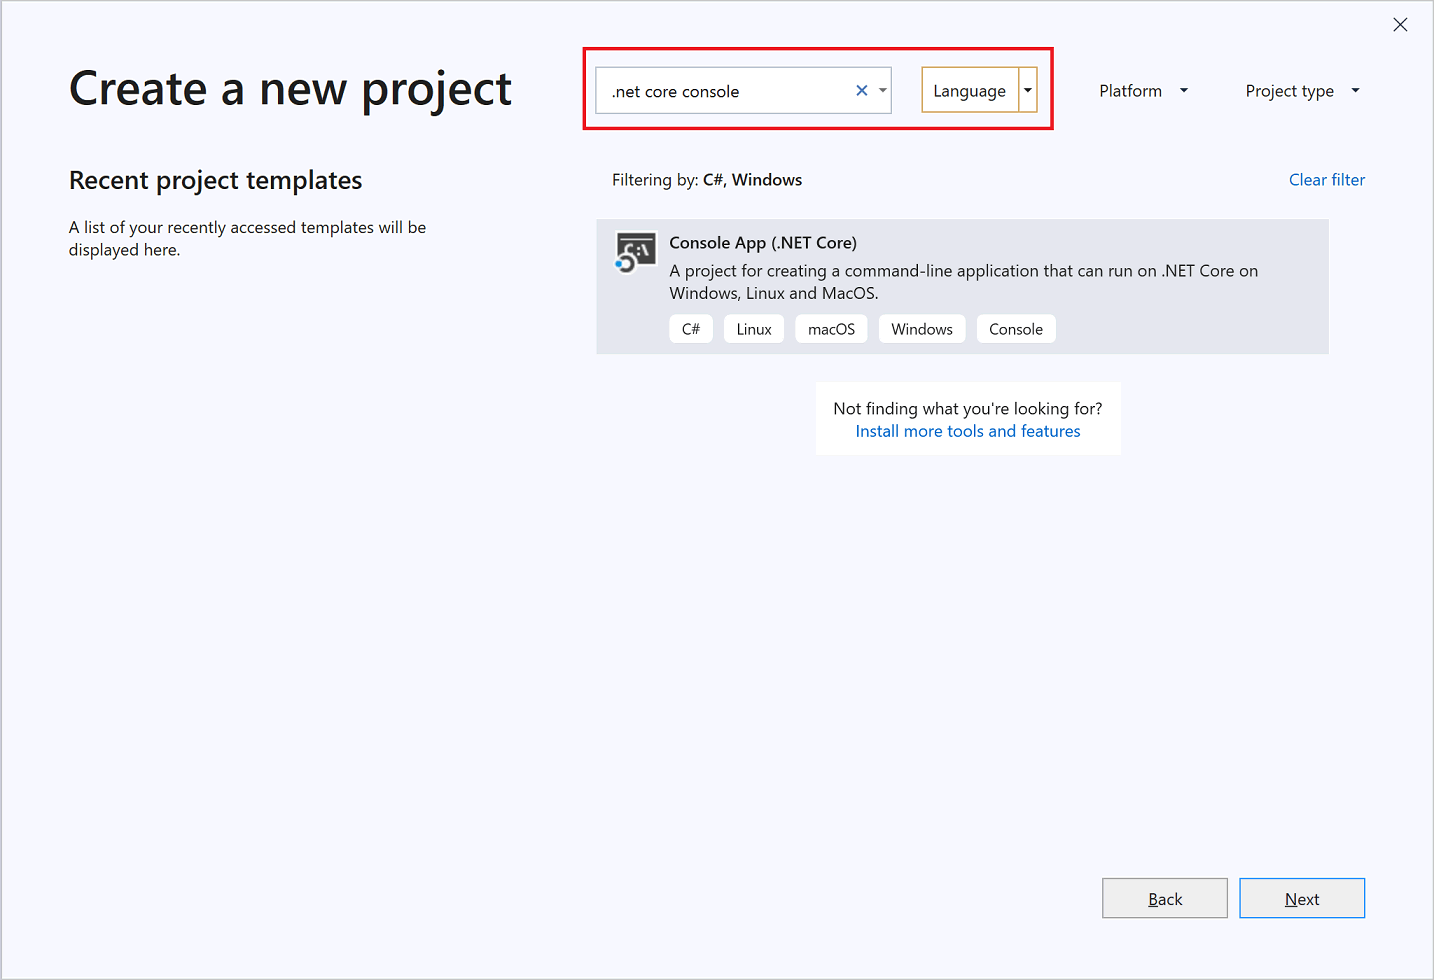 Create a new project
.net core console
Language
Platform
Project type
Recent project templates
A list of your recently accessed templates will be
displayed here.
Filtering by: C#, Windows
Clear filter
Console App (.NET Core)
A project for creating a command-line application that can run on .NET Core on
Windows, Linux and MacOS.
C#
Linux
macOS
Windows
Console
Not finding what you're looking for?
Install more tools and features
Back
Next